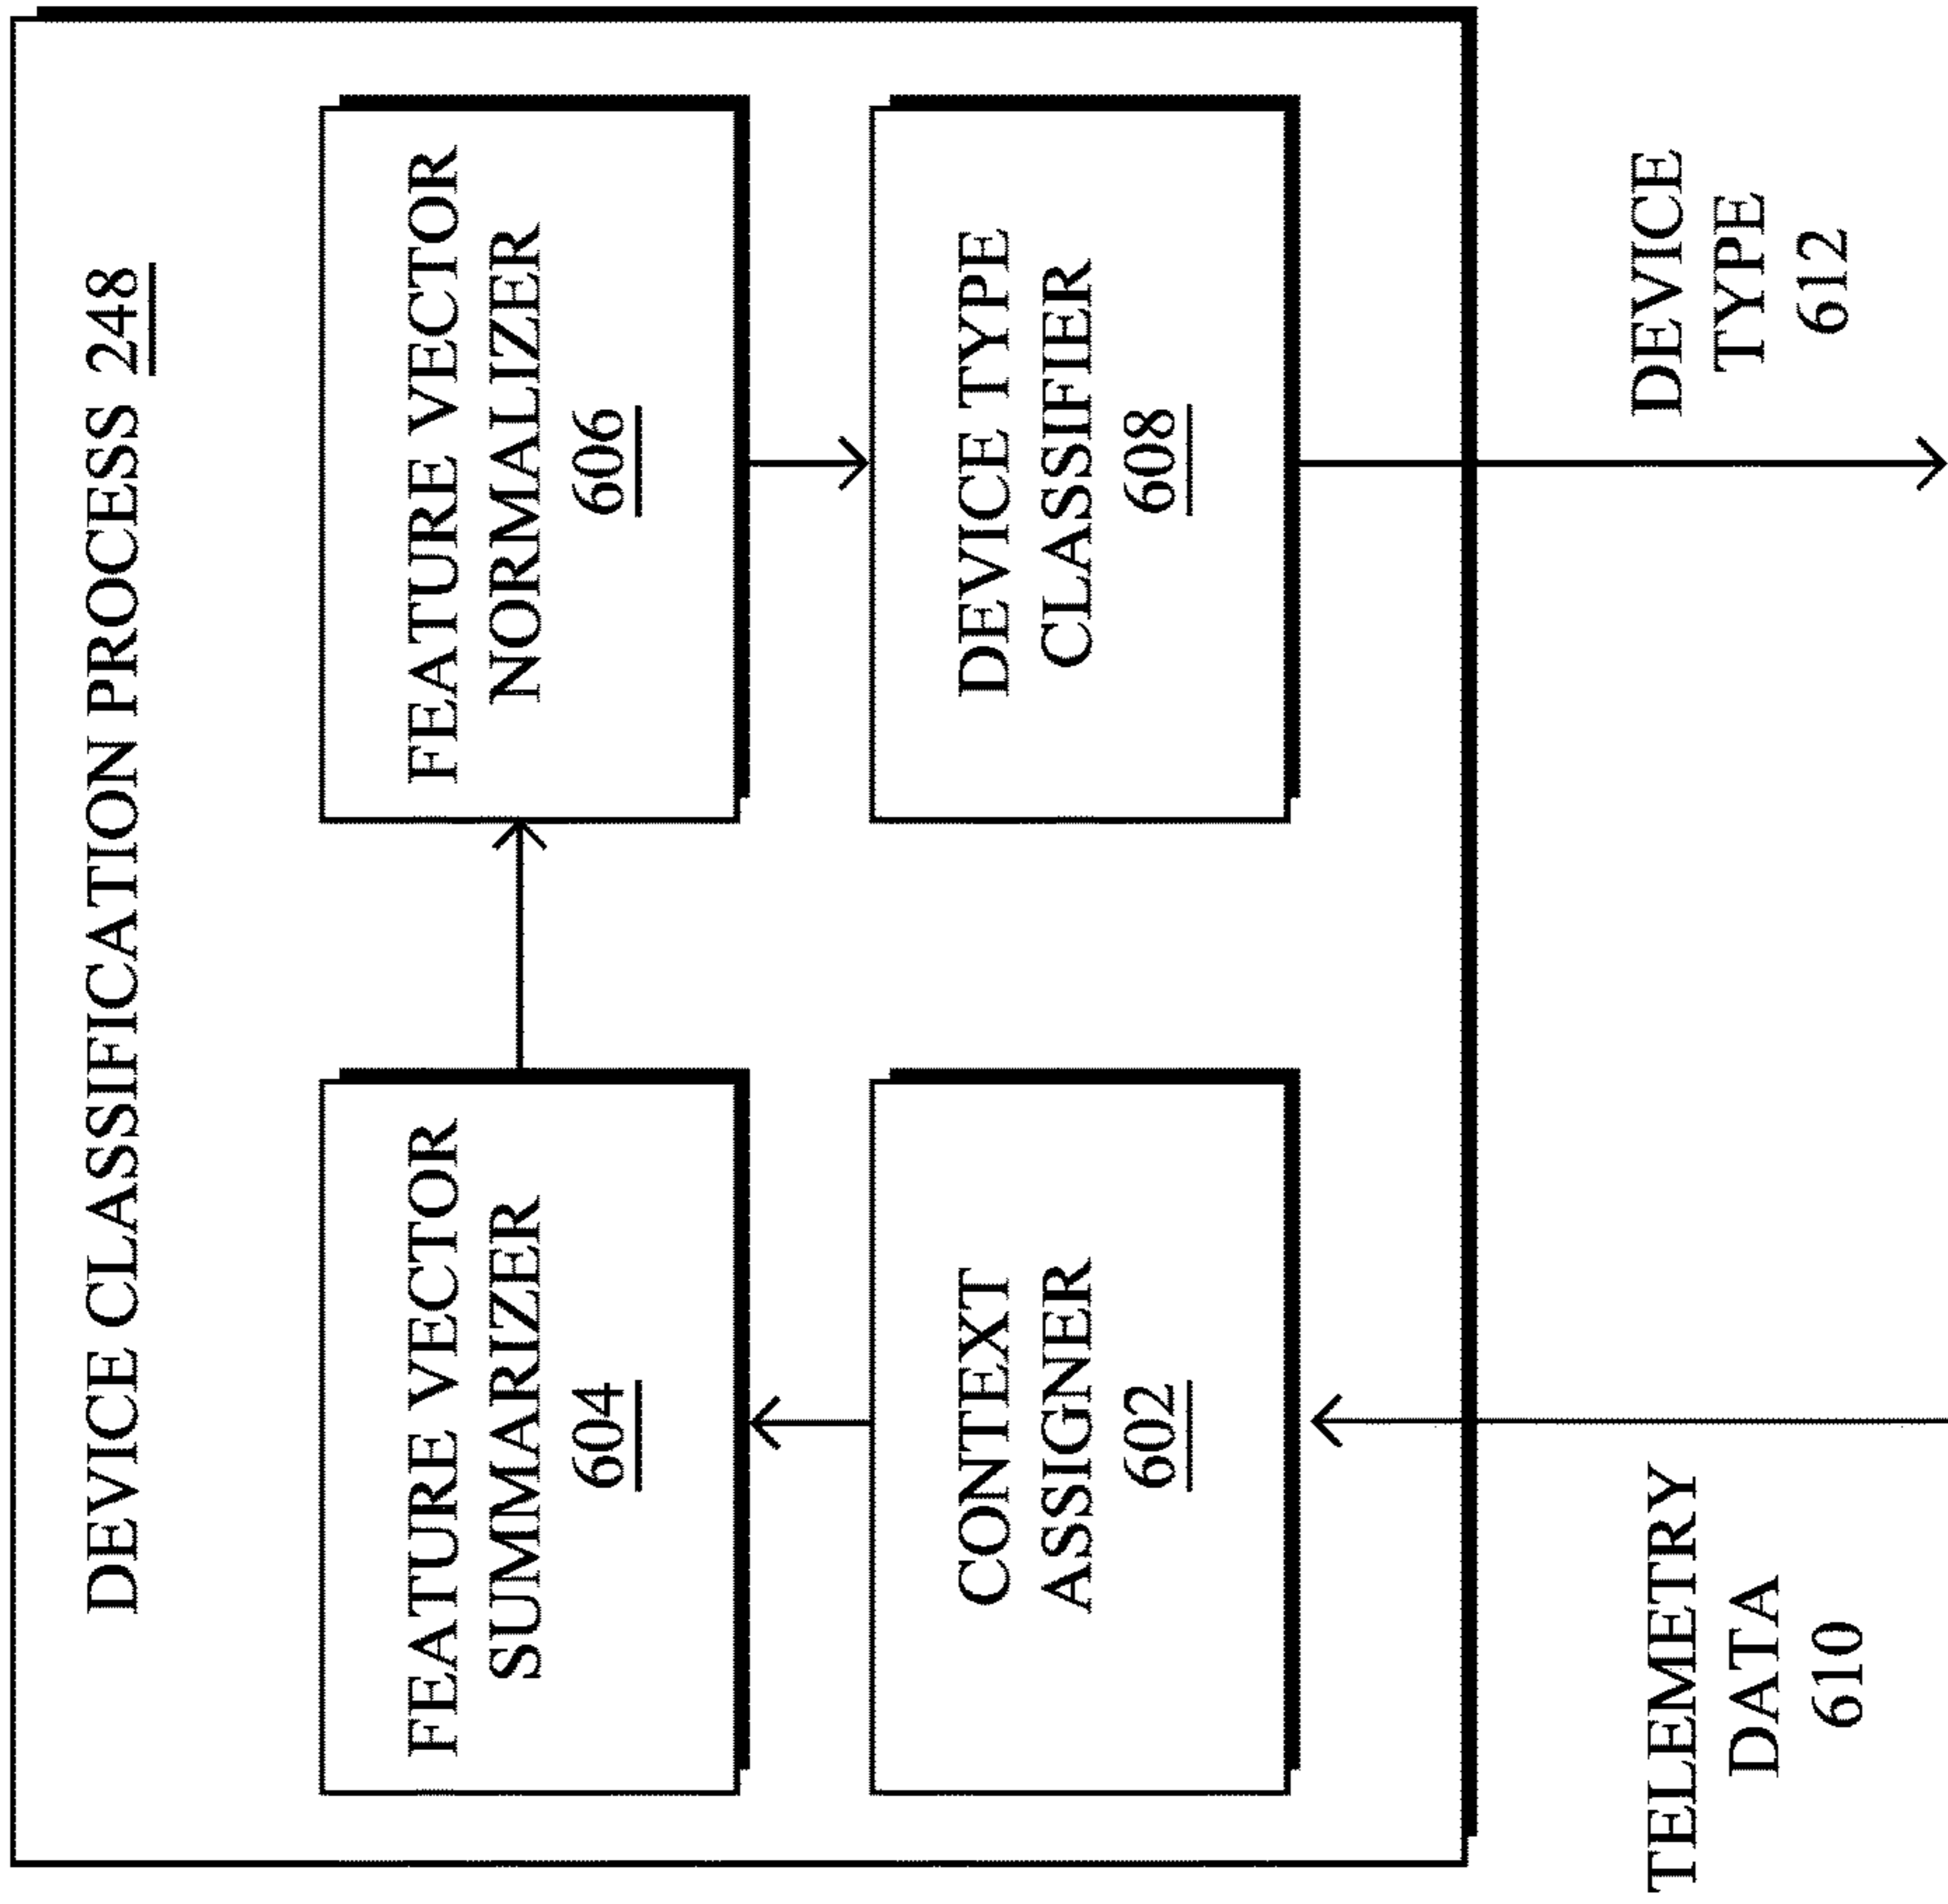 DEVICE CLASSIFICATION PROCESS 248
FEATURE VECTOR
SUMMARIZER
604
FEATURE VECTOR
NORMALIZER
606
CONTEXT
ASSIGNER
602
DEVICE TYPE
CLASSIFIER
608
TELEMETRY
DATA
610
DEVICE
TYPE
612